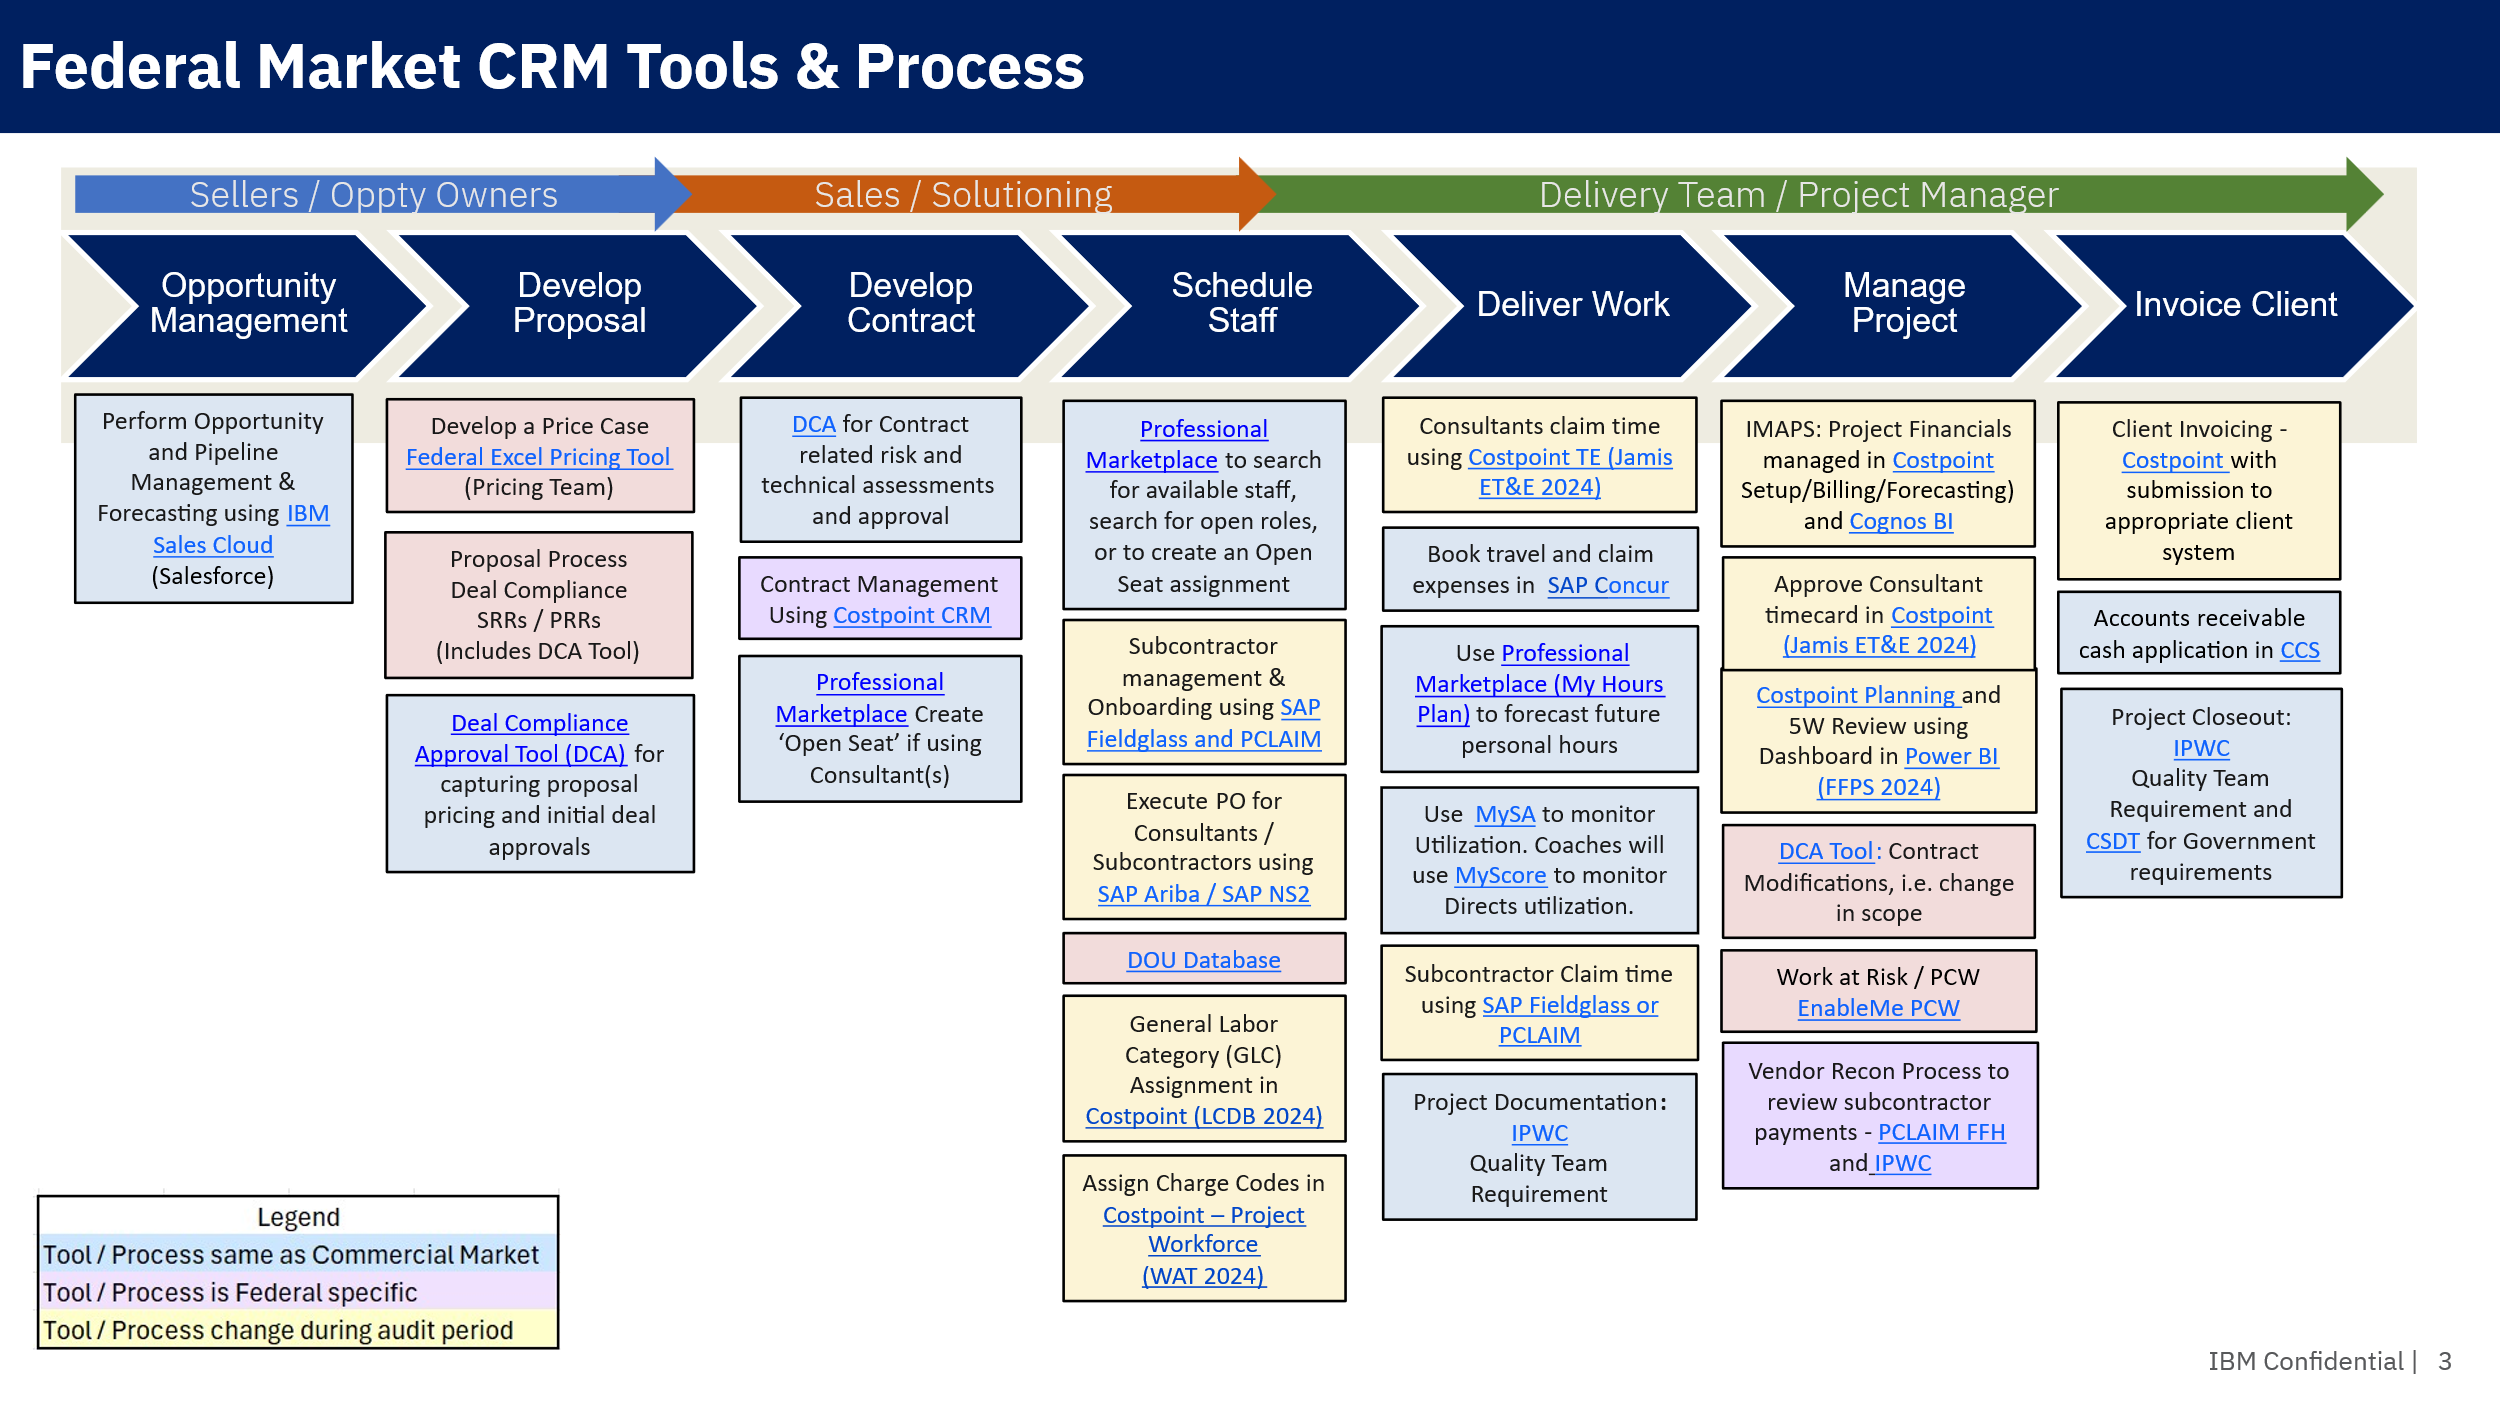 Federal Market CRM Tools & Process
Sellers / Oppty Owners
Sales / Solutioning
Delivery Team / Project Manager
Opportunity
Management
Develop
Proposal
Develop
Contract
Schedule
Staff
Deliver Work
Manage
Project
Invoice Client
Perform Opportunity
and Pipeline
Management &
Forecasting using IBM
Sales Cloud
(Salesforce)
Develop a Price Case
Federal Excel Pricing Tool
(Pricing Team)
Proposal Process
Deal Compliance
SRRs / PRRs
(Includes DCA Tool)
Deal Compliance
Approval Tool (DCA) for
capturing proposal
pricing and initial deal
approvals
DCA for Contract
related risk and
technical assessments
and approval
Contract Management
Using Costpoint CRM
Professional
Marketplace Create
‘Open Seat’ if using
Consultant(s)
Professional
Marketplace to search
for available staff,
search for open roles,
or to create an Open
Seat assignment
Subcontractor
management &
Onboarding using SAP
Fieldglass and PCLAIM
Execute PO for
Consultants /
Subcontractors using
SAP Ariba / SAP NS2
DOU Database
General Labor
Category (GLC)
Assignment in
Costpoint (LCDB 2024)
Assign Charge Codes in
Costpoint – Project
Workforce
(WAT 2024)
Consultants claim time
using Costpoint TE (Jamis
ET&E 2024)
Book travel and claim
expenses in SAP Concur
Use Professional
Marketplace (My Hours
Plan) to forecast future
personal hours
Use MySA to monitor
Utilization. Coaches will
use MyScore to monitor
Directs utilization.
Subcontractor Claim time
using SAP Fieldglass or
PCLAIM
Project Documentation:
IPWC
Quality Team
Requirement
IMAPS: Project Financials
managed in Costpoint
Setup/Billing/Forecasting)
and Cognos BI
Approve Consultant
timecard in Costpoint
(Jamis ET&E 2024)
Costpoint Planning and
5W Review using
Dashboard in Power BI
(FFPS 2024)
DCA Tool: Contract
Modifications, i.e. change
in scope
Work at Risk / PCW
EnableMe PCW
Vendor Recon Process to
review subcontractor
payments - PCLAIM FFH
and IPWC
Client Invoicing -
Costpoint with
submission to
appropriate client
system
Accounts receivable
cash application in CCS
Project Closeout:
IPWC
Quality Team
Requirement and
CSDT for Government
requirements
Legend
Tool / Process same as Commercial Market
Tool / Process is Federal specific
Tool / Process change during audit period
IBM Confidential | 3